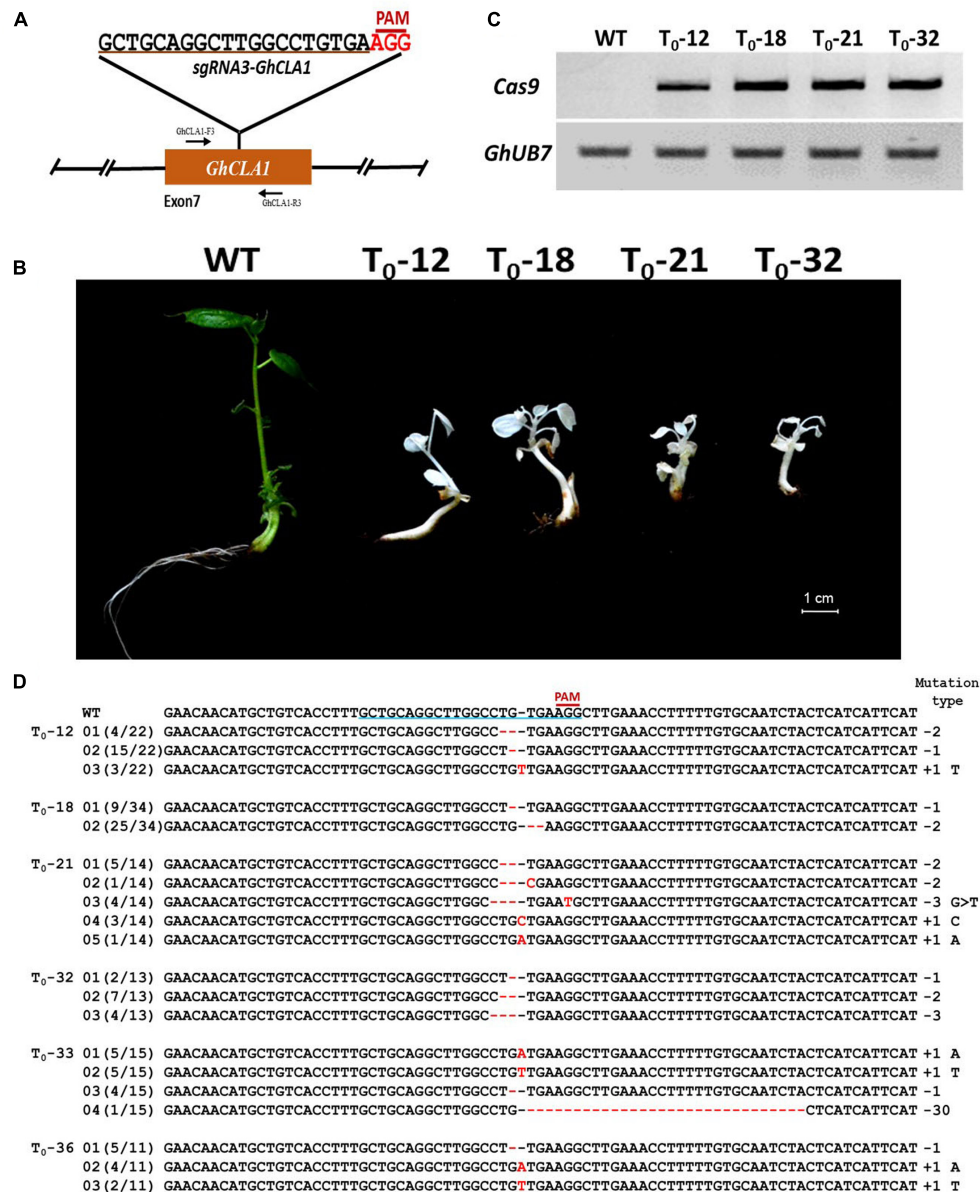 A
PAM
GCTGCAGGCTTGGCCTGTGAAGG
sgRNA3-GhCLA1
GhCLA1-F3
GhCLA1
Exon7
GhCLA1-R3
C
WT T0-12 T0-18 T0-21 T0-32
Cas9
GhUB7
B
WT T0-12 T0-18 T0-21 T0-32
1 cm
D
Mutation
type
PAM
WT GAACAACATGCTGTCACCTTTGCTGCAGGCTTGGCCTG-TGAAGGCTTGAAACCTTTTTGTGCAATCTACTCATCATTCAT
T0-12 01(4/22) GAACAACATGCTGTCACCTTTGCTGCAGGCTTGGCC---TGAAGGCTTGAAACCTTTTTGTGCAATCTACTCATCATTCAT -2
02(15/22) GAACAACATGCTGTCACCTTTGCTGCAGGCTTGGCCT--TGAAGGCTTGAAACCTTTTTGTGCAATCTACTCATCATTCAT -1
03(3/22) GAACAACATGCTGTCACCTTTGCTGCAGGCTTGGCCTGTTGAAGGCTTGAAACCTTTTTGTGCAATCTACTCATCATTCAT +1 T
T0-18 01(9/34) GAACAACATGCTGTCACCTTTGCTGCAGGCTTGGCCT--TGAAGGCTTGAAACCTTTTTGTGCAATCTACTCATCATTCAT -1
02(25/34) GAACAACATGCTGTCACCTTTGCTGCAGGCTTGGCCTG---AAGGCTTGAAACCTTTTTGTGCAATCTACTCATCATTCAT -2
T0-21 01(5/14) GAACAACATGCTGTCACCTTTGCTGCAGGCTTGGCC---TGAAGGCTTGAAACCTTTTTGTGCAATCTACTCATCATTCAT -2
02(1/14) GAACAACATGCTGTCACCTTTGCTGCAGGCTTGGCC---CGAAGGCTTGAAACCTTTTTGTGCAATCTACTCATCATTCAT -2
03(4/14) GAACAACATGCTGTCACCTTTGCTGCAGGCTTGGC----TGAATGCTTGAAACCTTTTTGTGCAATCTACTCATCATTCAT -3 G>T
04(3/14) GAACAACATGCTGTCACCTTTGCTGCAGGCTTGGCCTGCTGAAGGCTTGAAACCTTTTTGTGCAATCTACTCATCATTCAT +1 C
05(1/14) GAACAACATGCTGTCACCTTTGCTGCAGGCTTGGCCTGATGAAGGCTTGAAACCTTTTTGTGCAATCTACTCATCATTCAT +1 A
T0-32 01(2/13) GAACAACATGCTGTCACCTTTGCTGCAGGCTTGGCCT--TGAAGGCTTGAAACCTTTTTGTGCAATCTACTCATCATTCAT -1
02(7/13) GAACAACATGCTGTCACCTTTGCTGCAGGCTTGGCC---TGAAGGCTTGAAACCTTTTTGTGCAATCTACTCATCATTCAT -2
03(4/13) GAACAACATGCTGTCACCTTTGCTGCAGGCTTGGC----TGAAGGCTTGAAACCTTTTTGTGCAATCTACTCATCATTCAT -3
T0-33 01(5/15) GAACAACATGCTGTCACCTTTGCTGCAGGCTTGGCCTGATGAAGGCTTGAAACCTTTTTGTGCAATCTACTCATCATTCAT +1 A
02(5/15) GAACAACATGCTGTCACCTTTGCTGCAGGCTTGGCCTGTTGAAGGCTTGAAACCTTTTTGTGCAATCTACTCATCATTCAT +1 T
03(4/15) GAACAACATGCTGTCACCTTTGCTGCAGGCTTGGCCT--TGAAGGCTTGAAACCTTTTTGTGCAATCTACTCATCATTCAT -1
04(1/15) GAACAACATGCTGTCACCTTTGCTGCAGGCTTGGCCTG-------------------------------CTCATCATTCAT -30
T0-36 01(5/11) GAACAACATGCTGTCACCTTTGCTGCAGGCTTGGCCT--TGAAGGCTTGAAACCTTTTTGTGCAATCTACTCATCATTCAT -1
02(4/11) GAACAACATGCTGTCACCTTTGCTGCAGGCTTGGCCTGATGAAGGCTTGAAACCTTTTTGTGCAATCTACTCATCATTCAT +1 A
03(2/11) GAACAACATGCTGTCACCTTTGCTGCAGGCTTGGCCTGTTGAAGGCTTGAAACCTTTTTGTGCAATCTACTCATCATTCAT +1 T